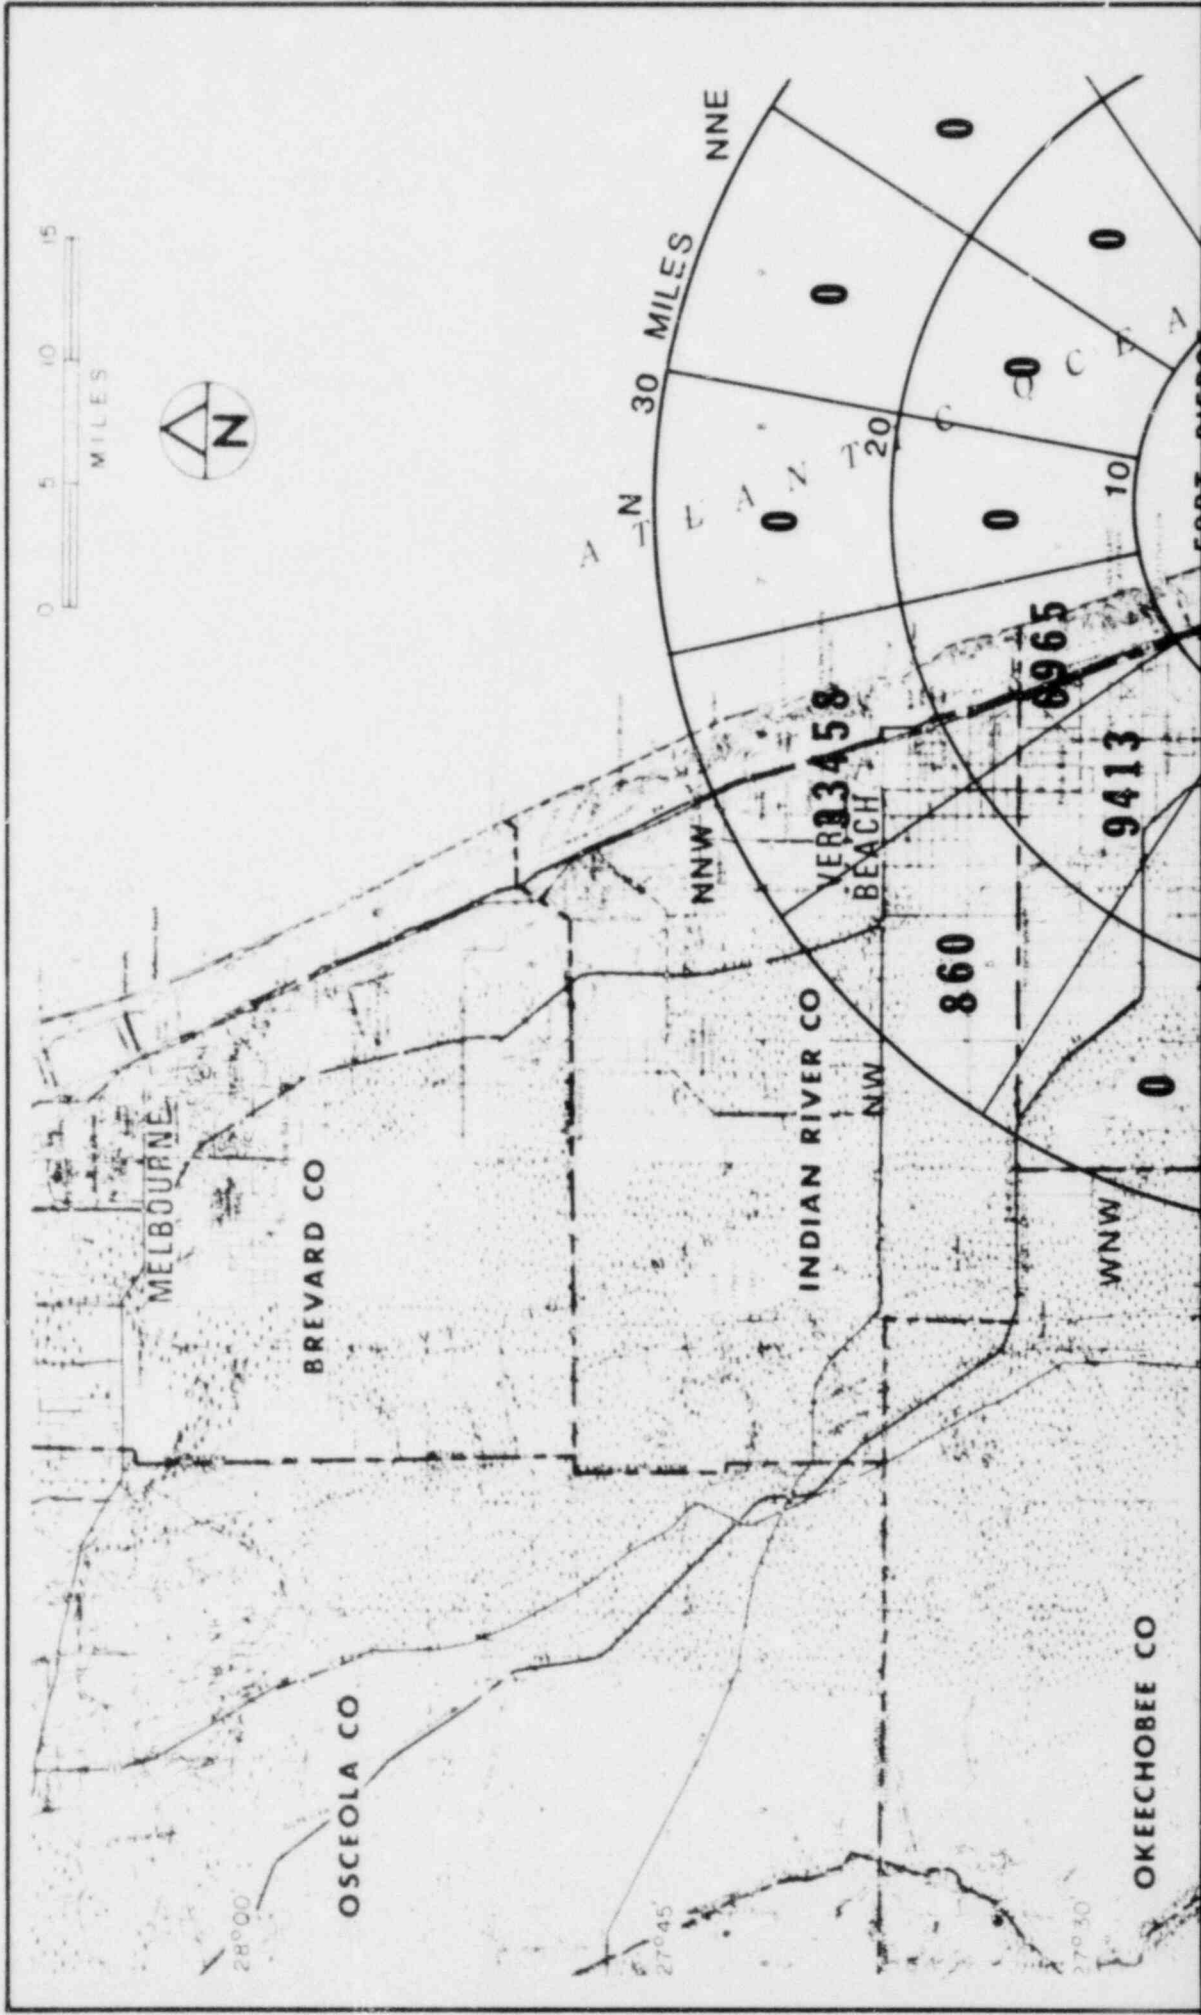 0 5 10 15
MILES
N
MELBOURNE
28°00'
BREVARD CO
OSCEOLA CO
N
30 MILES
NNE
27°45'
NNW
ATLANTIC OCEA
0
0
INDIAN RIVER CO
VERO
BEACH
33458
NW
20
860
0
0
0
27°30'
OKEECHOBEE CO
WNW
9413
10
0
0